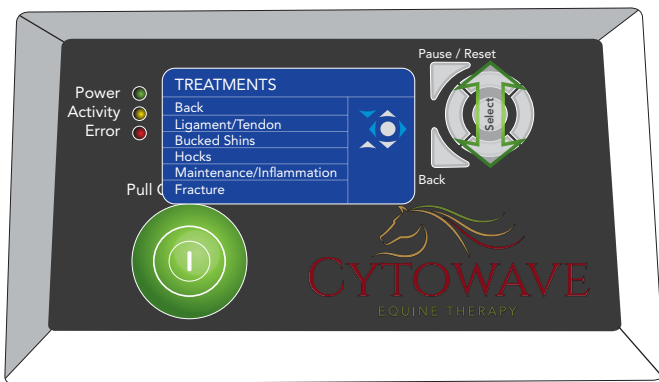 Pause / Reset
Power
Activity
Error
TREATMENTS
Back
Ligament/Tendon
Bucked Shins
Hocks
Maintenance/Inflammation
Fracture
Select
Back
Pull
CYTOWAVE
EQUINE THERAPY